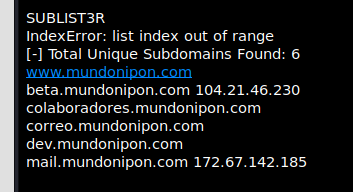 SUBLIST3R
IndexError: list index out of range
[-] Total Unique Subdomains Found: 6
www.mundonipon.com
beta.mundonipon.com 104.21.46.230
colaboradores.mundonipon.com
correo.mundonipon.com
dev.mundonipon.com
mail.mundonipon.com 172.67.142.185